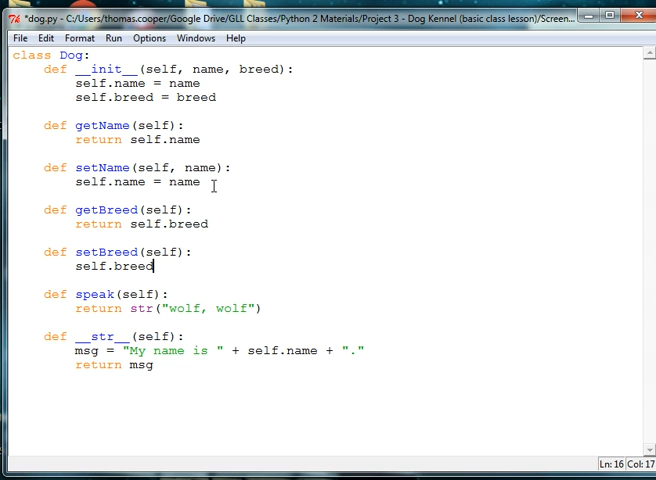 *dog.py - C:/Users/thomas.cooper/Google Drive/GLL Classes/Python 2 Materials/Project 3 - Dog Kennel (basic class lesson)/Screen...
File Edit Format Run Options Windows Help
class Dog:
    def __init__(self, name, breed):
        self.name = name
        self.breed = breed
    def getName(self):
        return self.name
    def setName(self, name):
        self.name = name
    def getBreed(self):
        return self.breed
    def setBreed(self):
        self.breed
    def speak(self):
        return str("wolf, wolf")
    def __str__(self):
        msg = "My name is " + self.name + "."
        return msg
Ln: 16 Col: 17